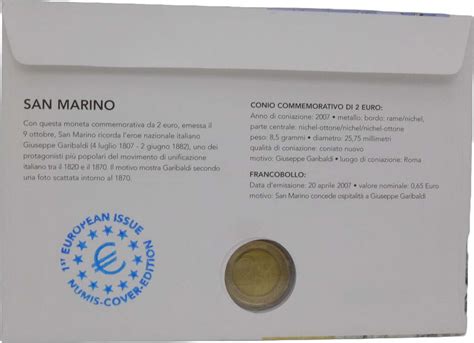 SAN MARINO
Con questa moneta commemorativa da 2 euro, emessa il
9 ottobre, San Marino ricorda l'eroe nazionale italiano
Giuseppe Garibaldi (4 luglio 1807 - 2 giugno 1882), uno dei
protagonisti più popolari del movimento di unificazione
italiano tra il 1820 e il 1870. Il motivo mostra Garibaldi secondo
una foto scattata intorno al 1870.
CONIO COMMEMORATIVO DI 2 EURO:
Anno di coniazione: 2007 • metallo: bordo: rame/nichel,
parte centrale: nichel-ottone/nichel/nichel-ottone
peso: 8,5 grammi • diametro: 25,75 millimetri
qualità di coniazione: coniato nuovo
motivo: Giuseppe Garibaldi • luogo di coniazione: Roma
FRANCOBOLLO:
Data d'emissione: 20 aprile 2007 • valore nominale: 0,65 Euro
motivo: San Marino concede ospitalità a Giuseppe Garibaldi
1ST EUROPEAN ISSUE
€
NUMIS-COVER-EDITION